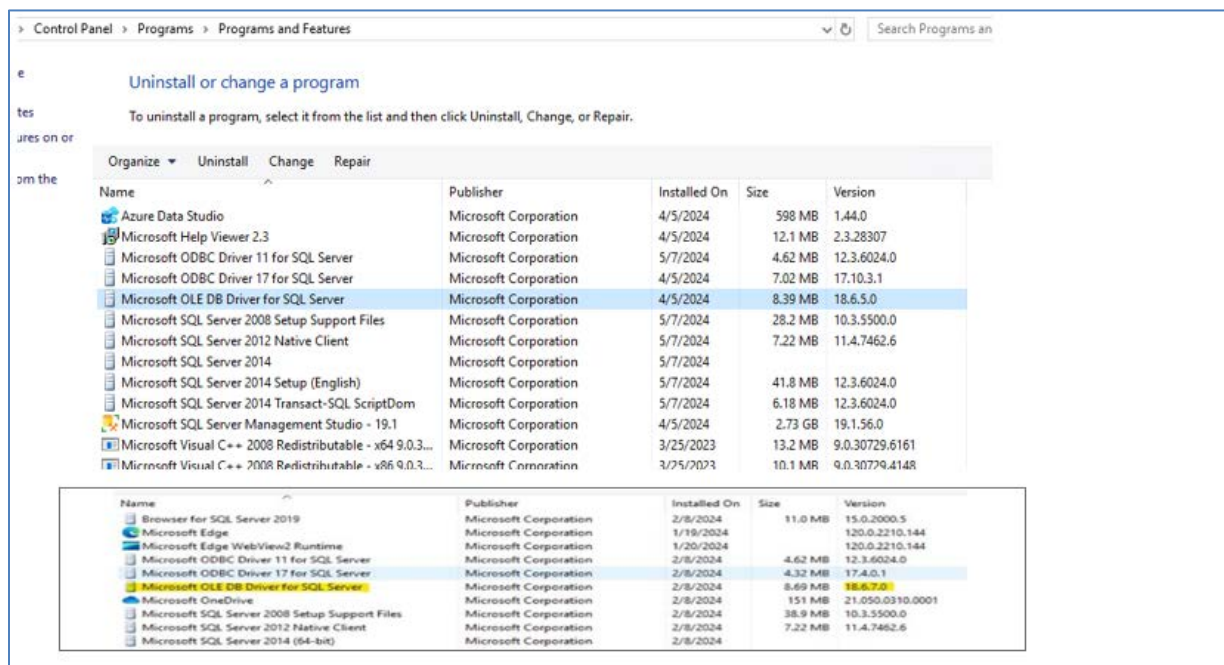 > Control Panel > Programs > Programs and Features Search Programs an
e
Uninstall or change a program
tes
To uninstall a program, select it from the list and then click Uninstall, Change, or Repair.
ures on or
Organize Uninstall Change Repair
om the
Name Publisher Installed On Size Version
Azure Data Studio Microsoft Corporation 4/5/2024 598 MB 1.44.0
Microsoft Help Viewer 2.3 Microsoft Corporation 4/5/2024 12.1 MB 2.3.28307
Microsoft ODBC Driver 11 for SQL Server Microsoft Corporation 5/7/2024 4.62 MB 12.3.6024.0
Microsoft ODBC Driver 17 for SQL Server Microsoft Corporation 4/5/2024 7.02 MB 17.10.3.1
Microsoft OLE DB Driver for SQL Server Microsoft Corporation 4/5/2024 8.39 MB 18.6.5.0
Microsoft SQL Server 2008 Setup Support Files Microsoft Corporation 5/7/2024 28.2 MB 10.3.5500.0
Microsoft SQL Server 2012 Native Client Microsoft Corporation 5/7/2024 7.22 MB 11.4.7462.6
Microsoft SQL Server 2014 Microsoft Corporation 5/7/2024
Microsoft SQL Server 2014 Setup (English) Microsoft Corporation 5/7/2024 41.8 MB 12.3.6024.0
Microsoft SQL Server 2014 Transact-SQL ScriptDom Microsoft Corporation 5/7/2024 6.18 MB 12.3.6024.0
Microsoft SQL Server Management Studio - 19.1 Microsoft Corporation 4/5/2024 2.73 GB 19.1.56.0
Microsoft Visual C++ 2008 Redistributable - x64 9.0.3... Microsoft Corporation 3/25/2023 13.2 MB 9.0.30729.6161
Microsoft Visual C++ 2008 Redistributable - x86 9.0.3... Microsoft Corporation 3/25/2023 10.1 MB 9.0.30729.4148
Name Publisher Installed On Size Version
Browser for SQL Server 2019 Microsoft Corporation 2/8/2024 11.0 MB 15.0.2000.5
Microsoft Edge Microsoft Corporation 1/19/2024 120.0.2210.144
Microsoft Edge WebView2 Runtime Microsoft Corporation 1/20/2024 120.0.2210.144
Microsoft ODBC Driver 11 for SQL Server Microsoft Corporation 2/8/2024 4.62 MB 12.3.6024.0
Microsoft ODBC Driver 17 for SQL Server Microsoft Corporation 2/8/2024 4.32 MB 17.4.0.1
Microsoft OLE DB Driver for SQL Server Microsoft Corporation 2/8/2024 8.69 MB 18.6.7.0
Microsoft OneDrive Microsoft Corporation 2/8/2024 151 MB 21.050.0310.0001
Microsoft SQL Server 2008 Setup Support Files Microsoft Corporation 2/8/2024 38.9 MB 10.3.5500.0
Microsoft SQL Server 2012 Native Client Microsoft Corporation 2/8/2024 7.22 MB 11.4.7462.6
Microsoft SQL Server 2014 (64-bit) Microsoft Corporation 2/8/2024